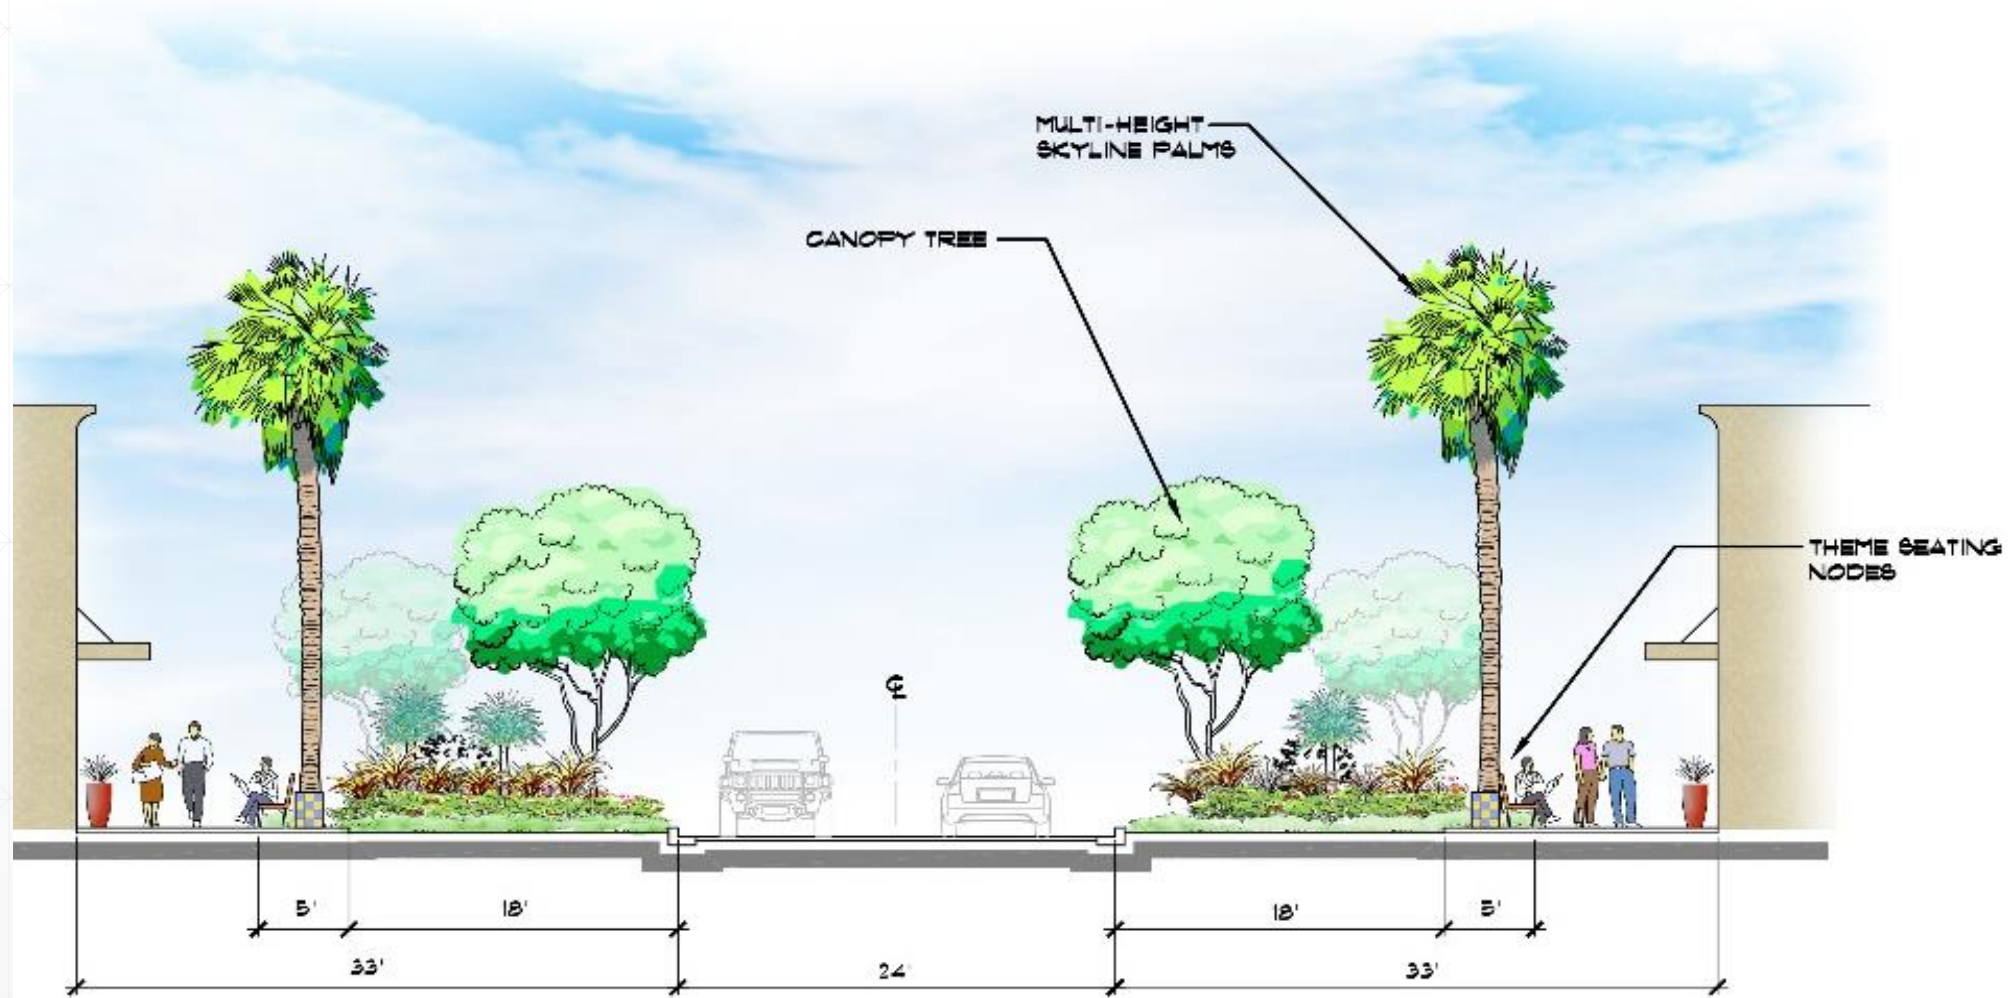 MULTI-HEIGHT
SKYLINE PALMS
CANOPY TREE
THEME SEATING
NODES
℄
5' 18' 18' 5'
33' 24' 33'